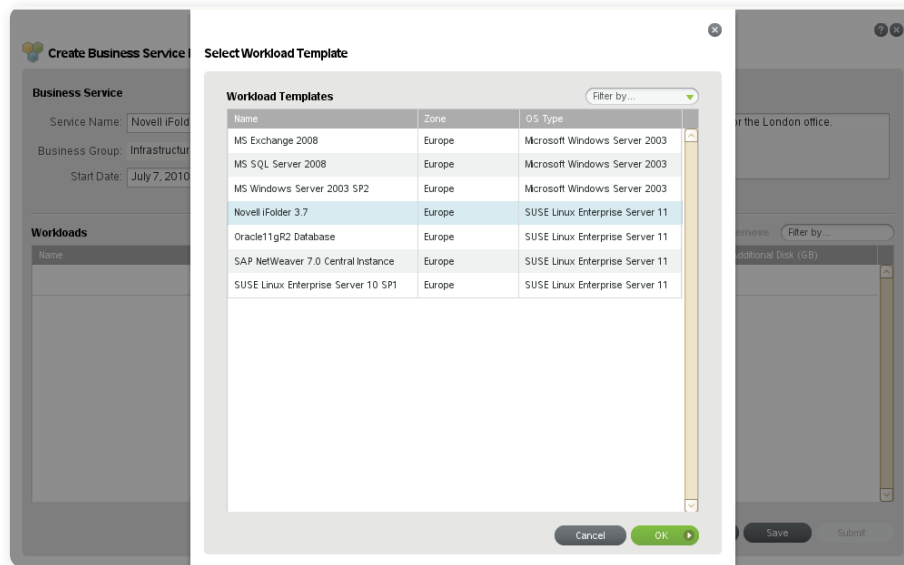 Create Business Service
Select Workload Template
Business Service
Service Name: Novell iFold
or the London office.
Business Group: Infrastructur
Start Date: July 7, 2010
Workload Templates
Filter by...
Name Zone OS Type
MS Exchange 2008 Europe Microsoft Windows Server 2003
MS SQL Server 2008 Europe Microsoft Windows Server 2003
MS Windows Server 2003 SP2 Europe Microsoft Windows Server 2003
Novell iFolder 3.7 Europe SUSE Linux Enterprise Server 11
Oracle11gR2 Database Europe SUSE Linux Enterprise Server 11
SAP NetWeaver 7.0 Central Instance Europe SUSE Linux Enterprise Server 11
SUSE Linux Enterprise Server 10 SP1 Europe SUSE Linux Enterprise Server 11
Workloads
emove Filter by...
Name
Additional Disk (GB)
Cancel OK
Save Submit